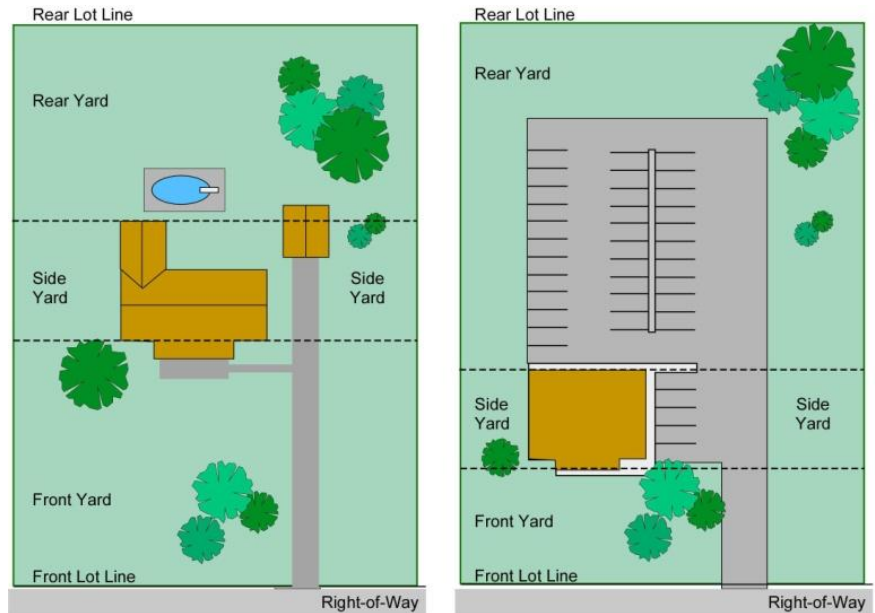 Rear Lot Line
Rear Yard
Side
Yard
Side
Yard
Front Yard
Front Lot Line
Right-of-Way
Rear Lot Line
Rear Yard
Side
Yard
Side
Yard
Front Yard
Front Lot Line
Right-of-Way